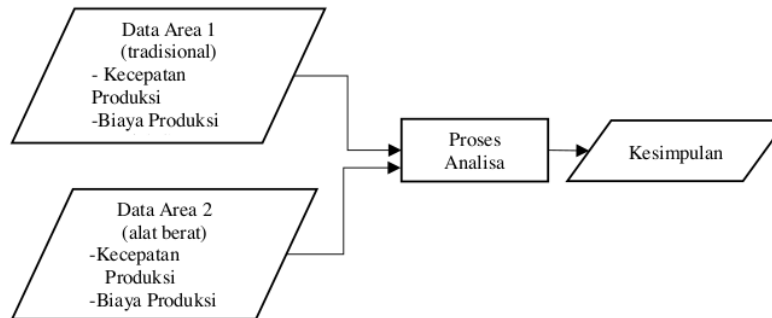 Data Area 1
(tradisional)
- Kecepatan
Produksi
-Biaya Produksi
Data Area 2
(alat berat)
-Kecepatan
Produksi
-Biaya Produksi
Proses
Analisa
Kesimpulan